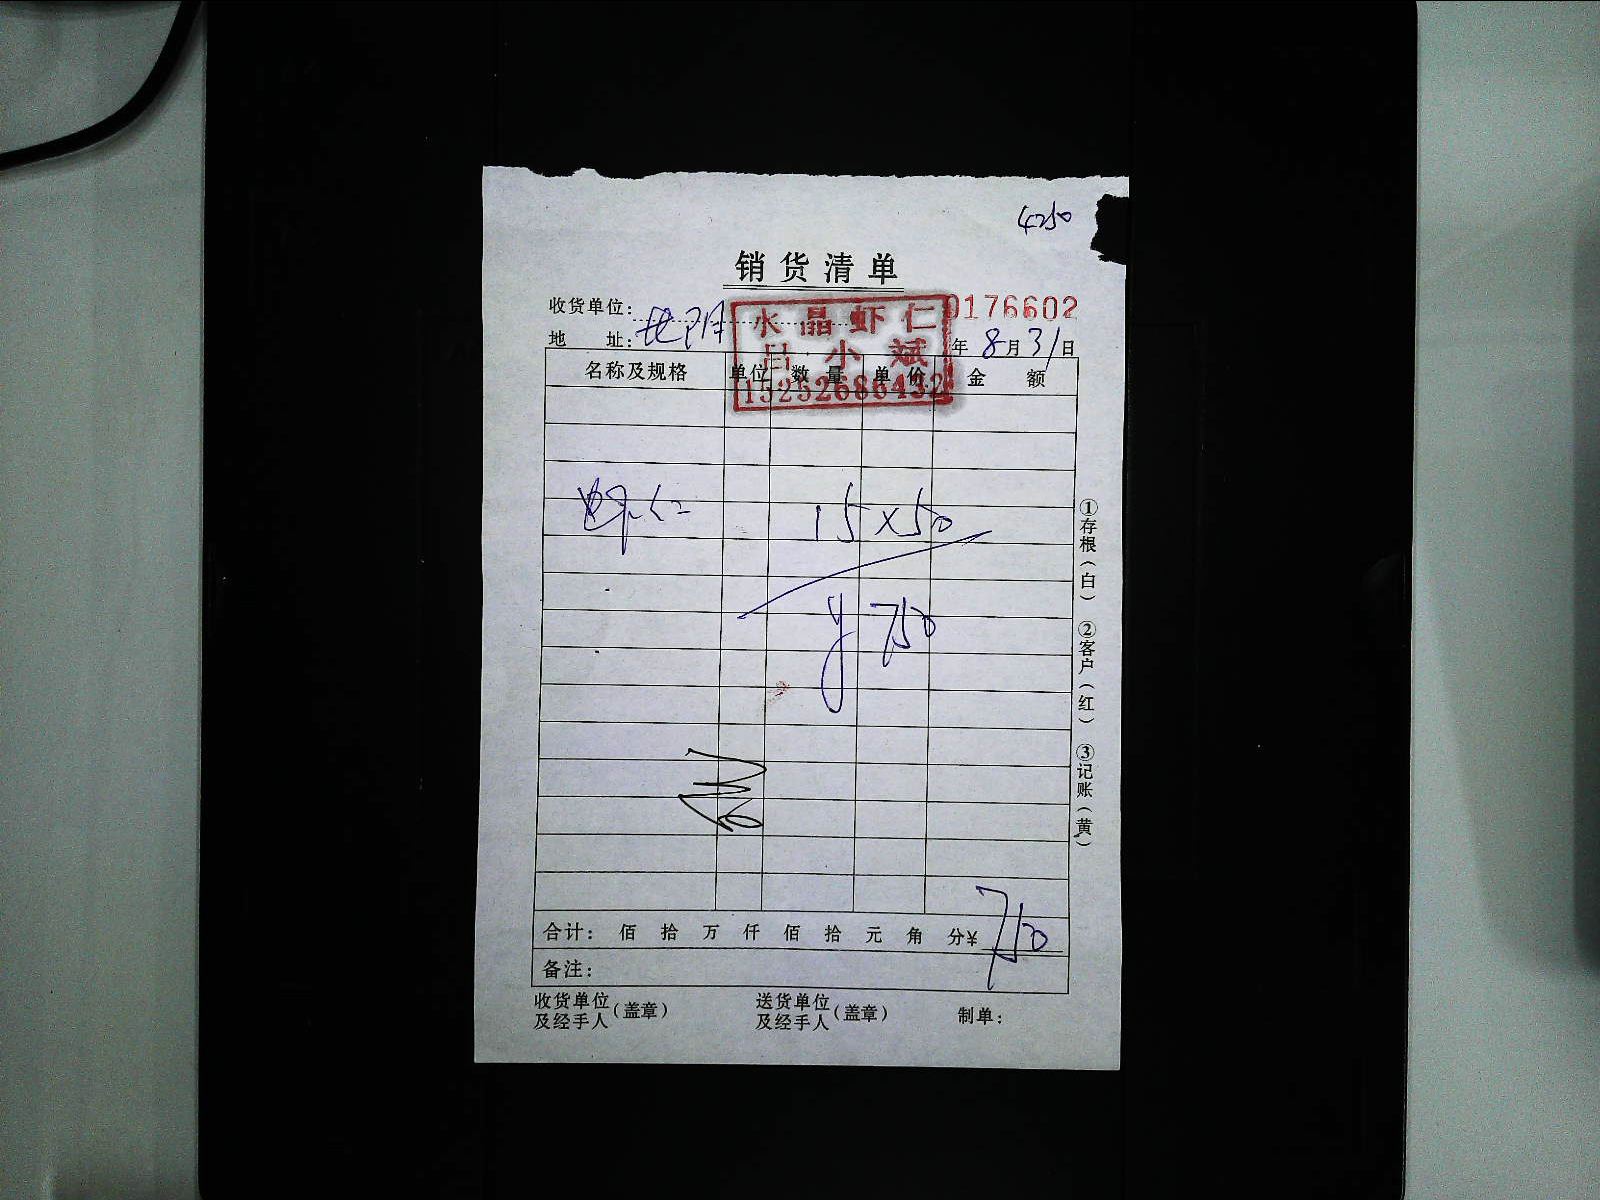 4250
销货清单
收货单位:
0176602
水晶虾仁
地 址:
吕小斌
年 8月31日
15252686432
名称及规格 单位 数量 单价 金额
15×50
¥750
①存根(白) ②客户(红) ③记账(黄)
合计: 佰 拾 万 仟 佰 拾 元 角 分¥ 750
备注:
收货单位及经手人(盖章) 送货单位及经手人(盖章) 制单: